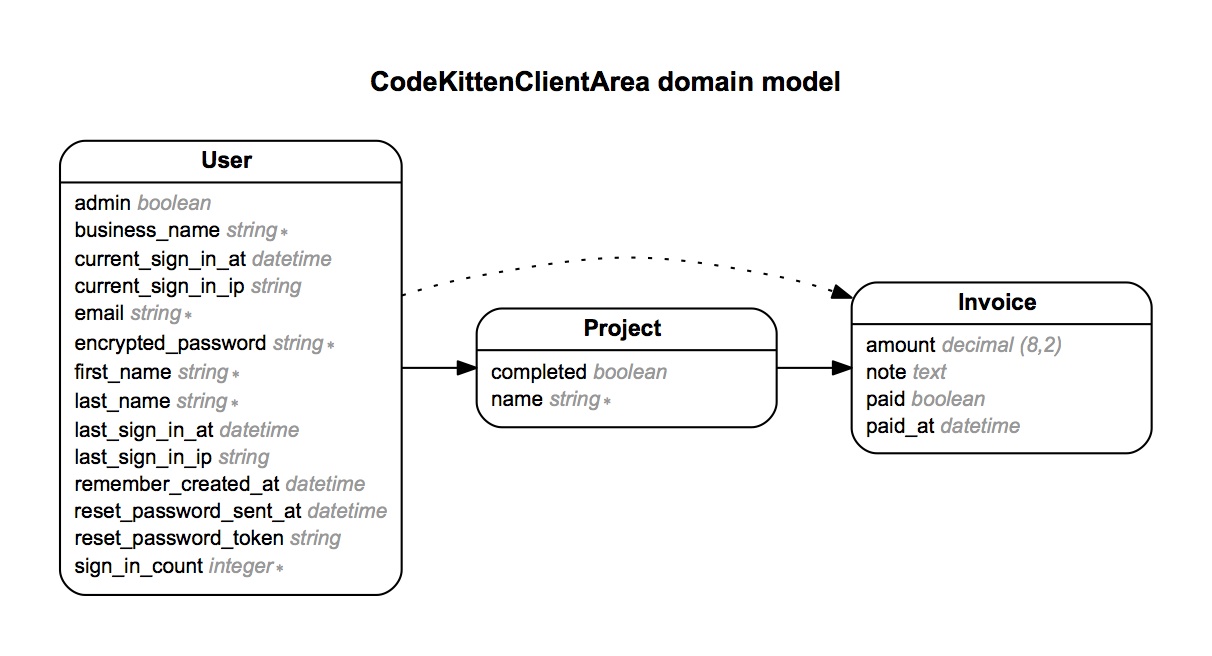 CodeKittenClientArea domain model
User
admin boolean
business_name string *
current_sign_in_at datetime
current_sign_in_ip string
email string *
encrypted_password string *
first_name string *
last_name string *
last_sign_in_at datetime
last_sign_in_ip string
remember_created_at datetime
reset_password_sent_at datetime
reset_password_token string
sign_in_count integer *
Project
completed boolean
name string *
Invoice
amount decimal (8,2)
note text
paid boolean
paid_at datetime